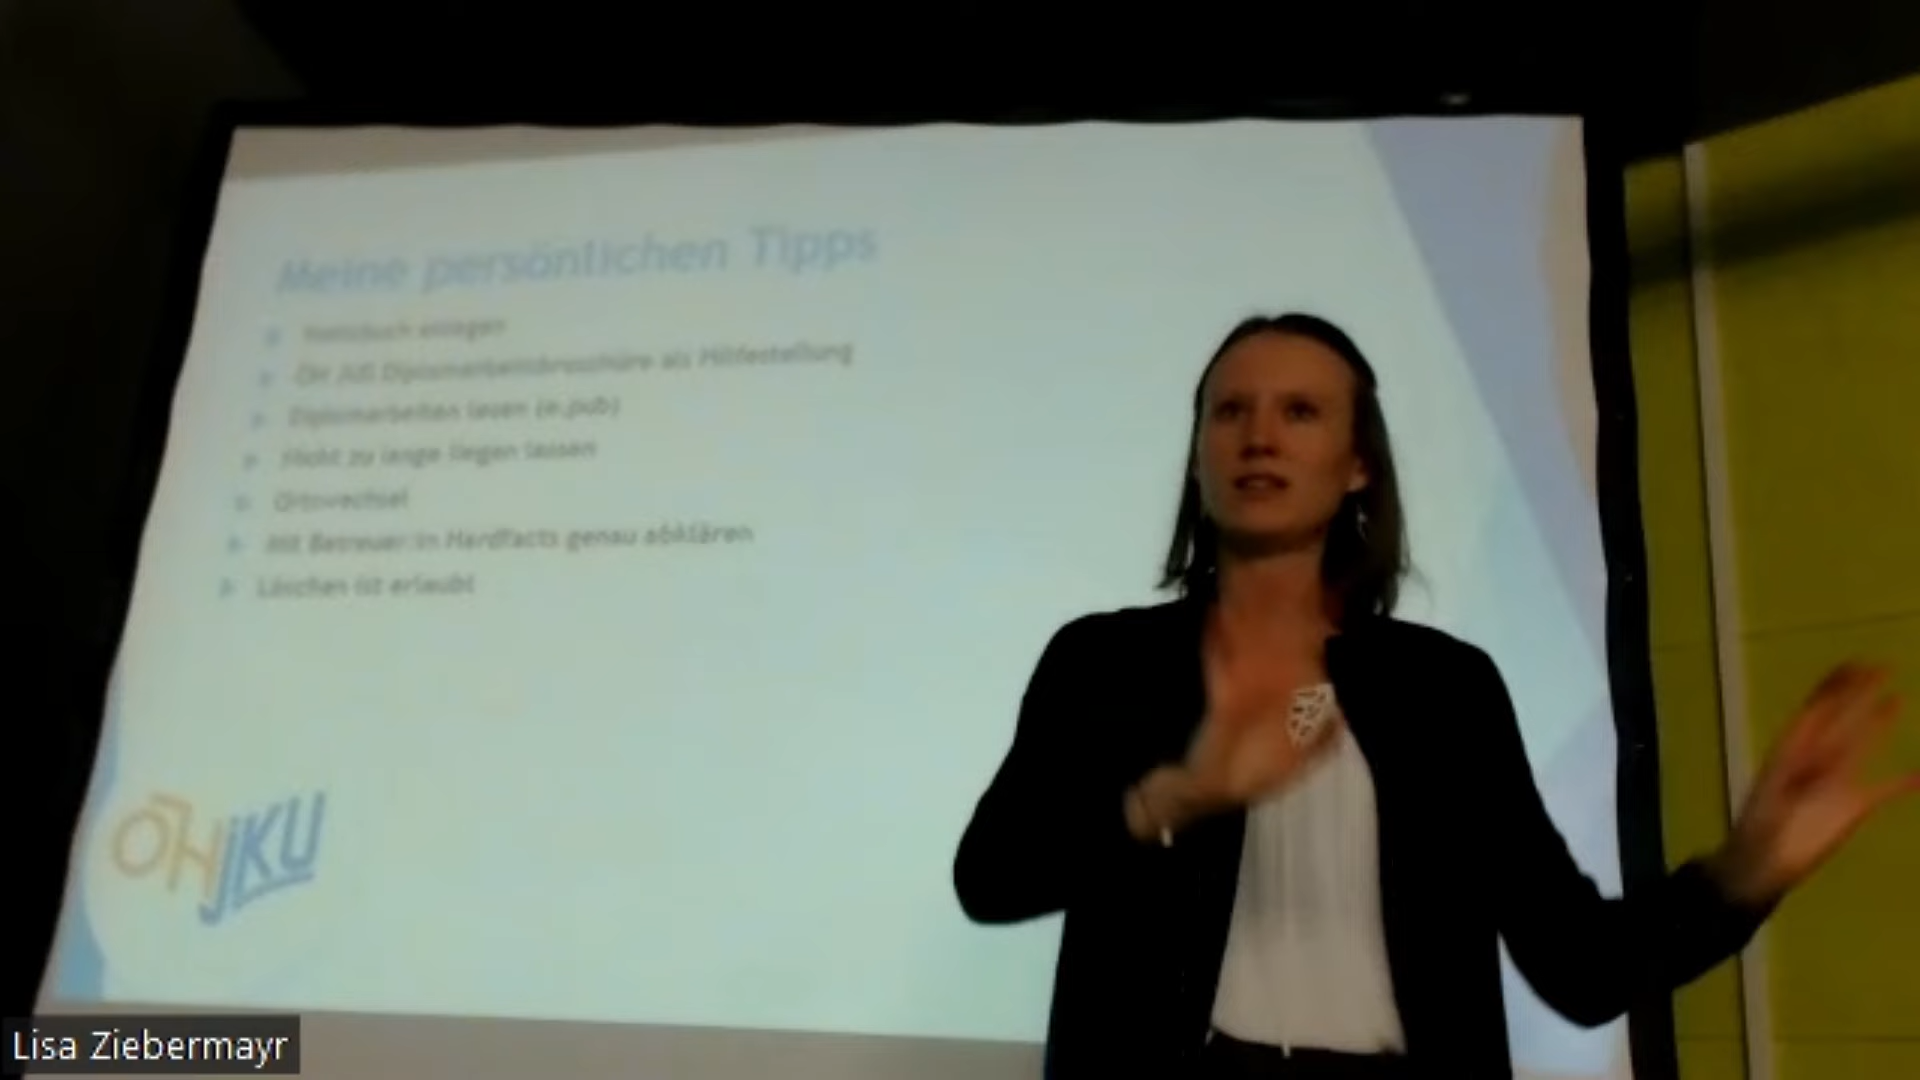 Meine persönlichen Tipps
Notizbuch anlegen
ÖH JUS Diplomarbeitsbroschüre als Hilfestellung
Diplomarbeiten lesen (e.pub)
Nicht zu lange liegen lassen
Ortswechsel
Mit Betreuer:in Hardfacts genau abklären
Löschen ist erlaubt
ÖH JKU
Lisa Ziebermayr